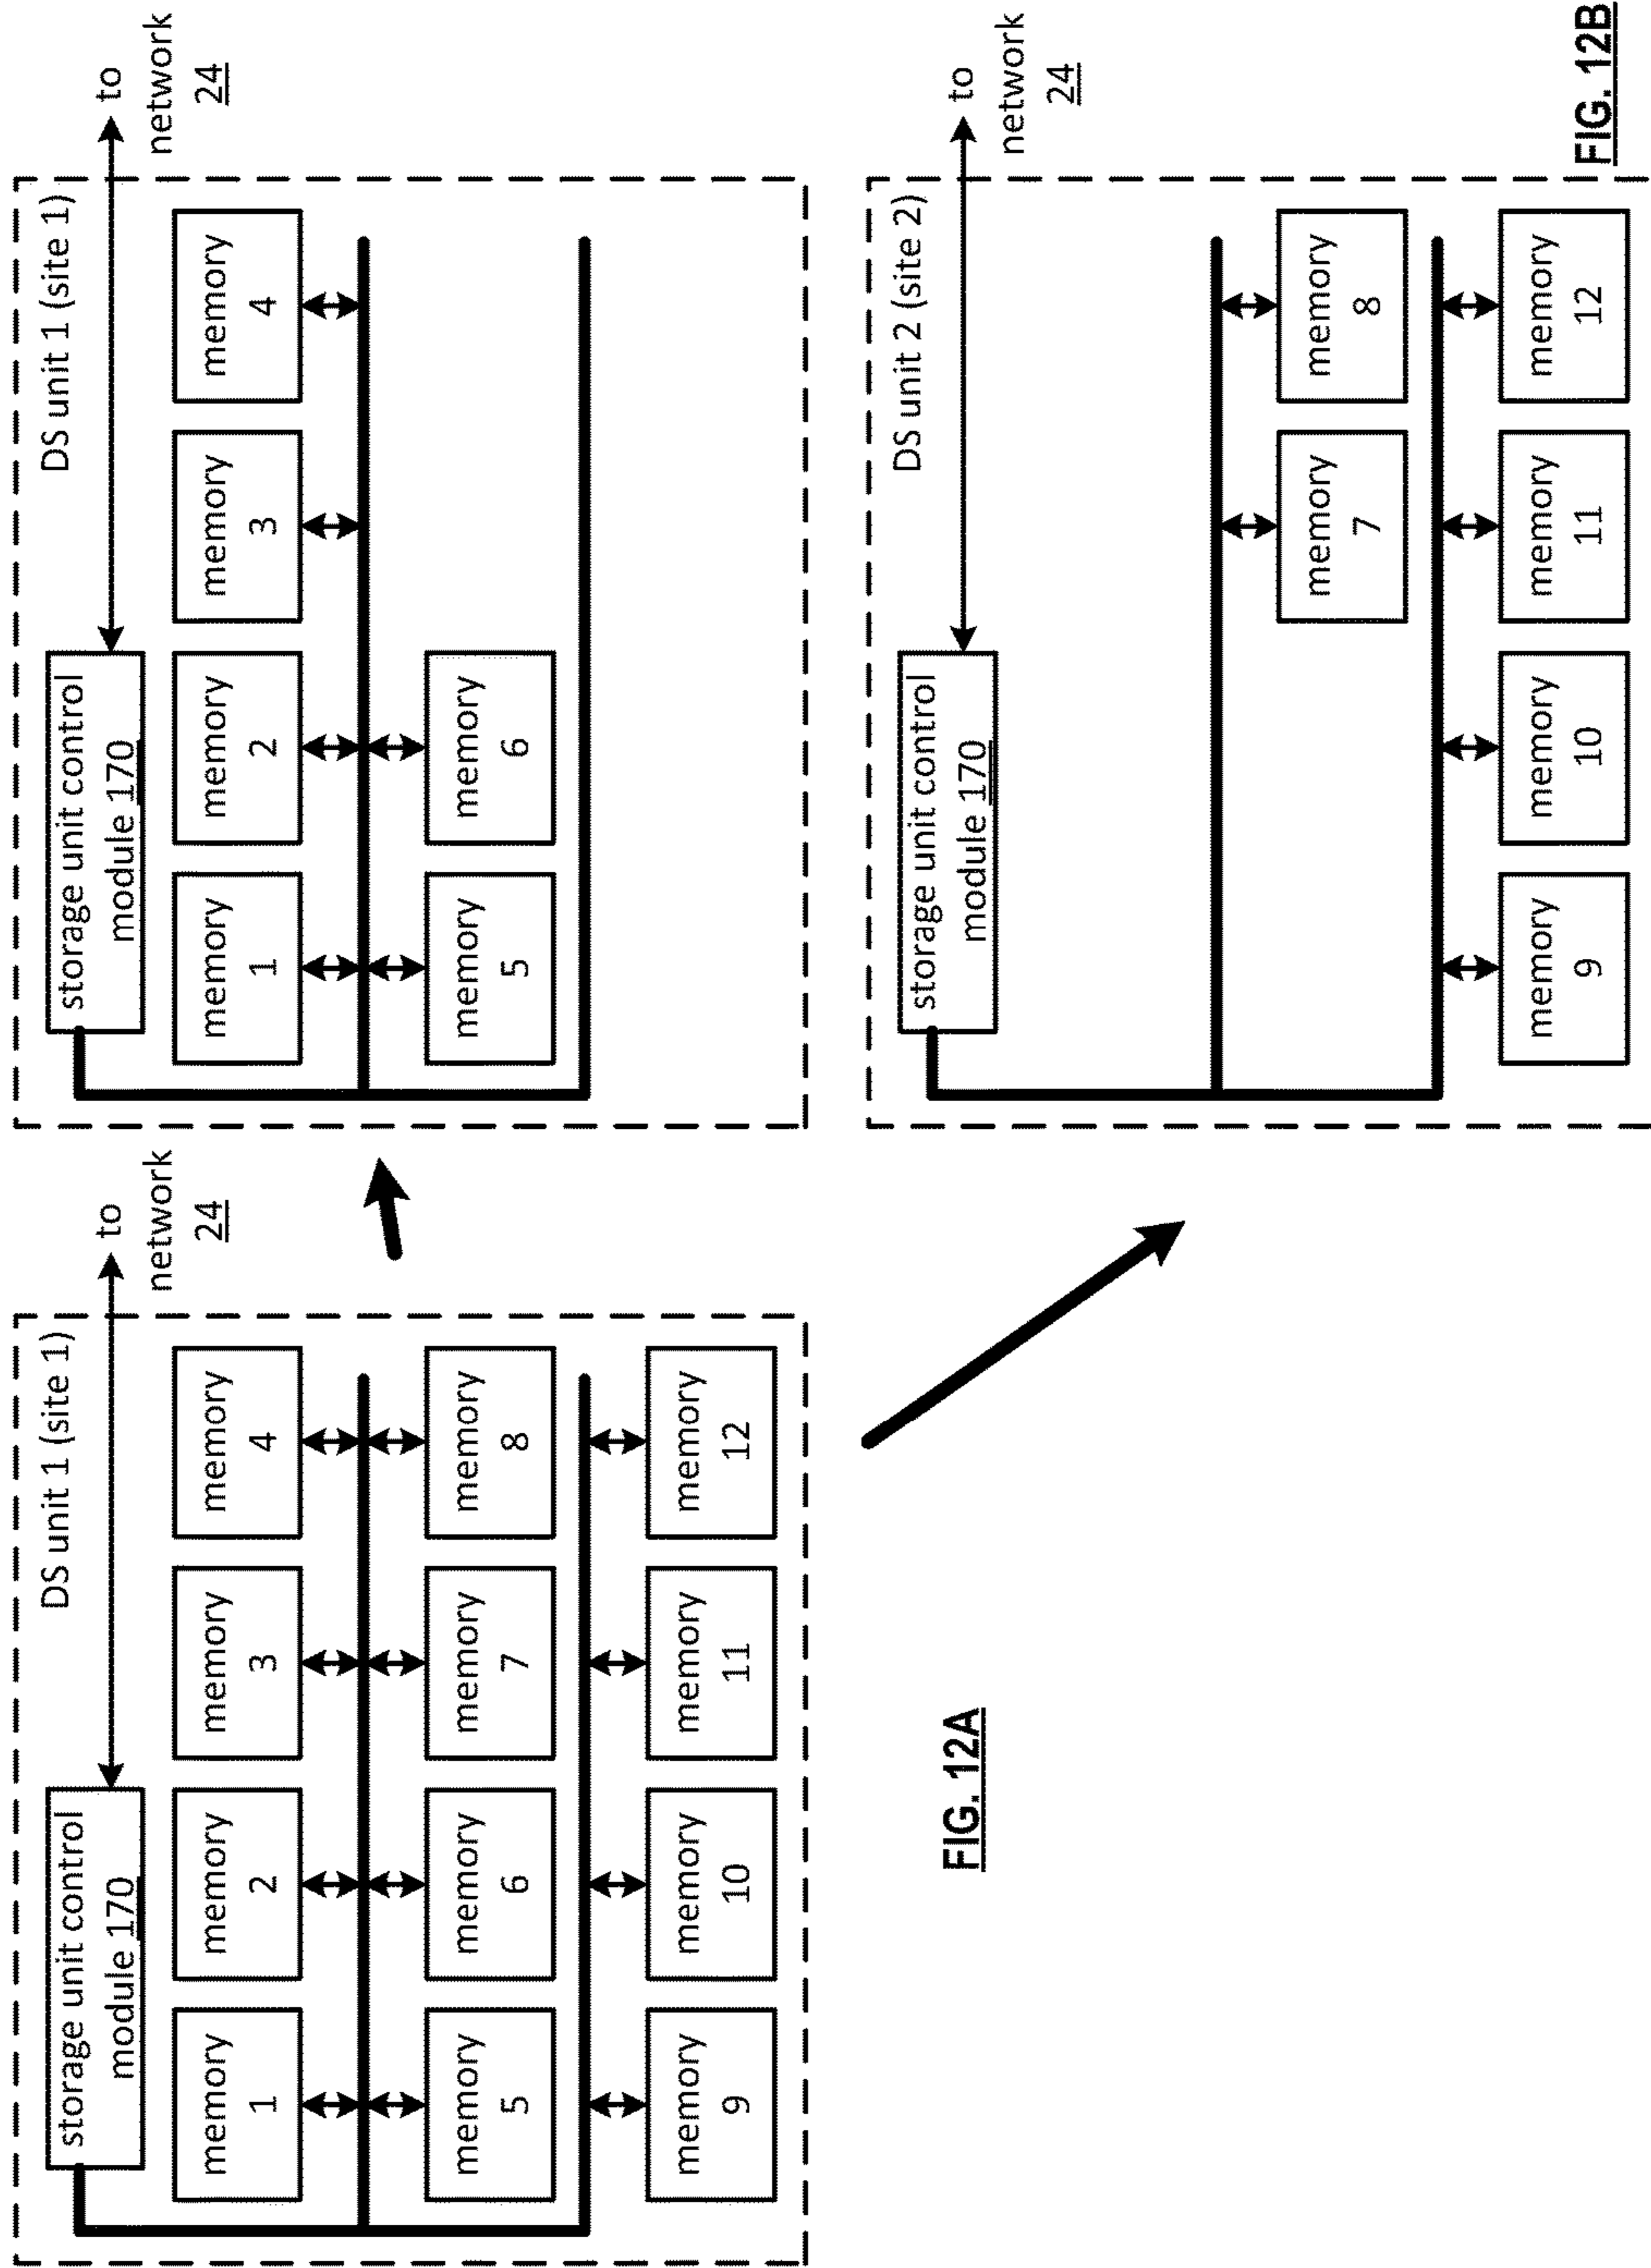 DS unit 1 (site 1)
storage unit control
module 170
to
network
24
memory
1
memory
2
memory
3
memory
4
memory
5
memory
6
memory
7
memory
8
memory
9
memory
10
memory
11
memory
12
FIG. 12A
DS unit 1 (site 1)
storage unit control
module 170
to
network
24
memory
1
memory
2
memory
3
memory
4
memory
5
memory
6
DS unit 2 (site 2)
storage unit control
module 170
to
network
24
memory
7
memory
8
memory
9
memory
10
memory
11
memory
12
FIG. 12B